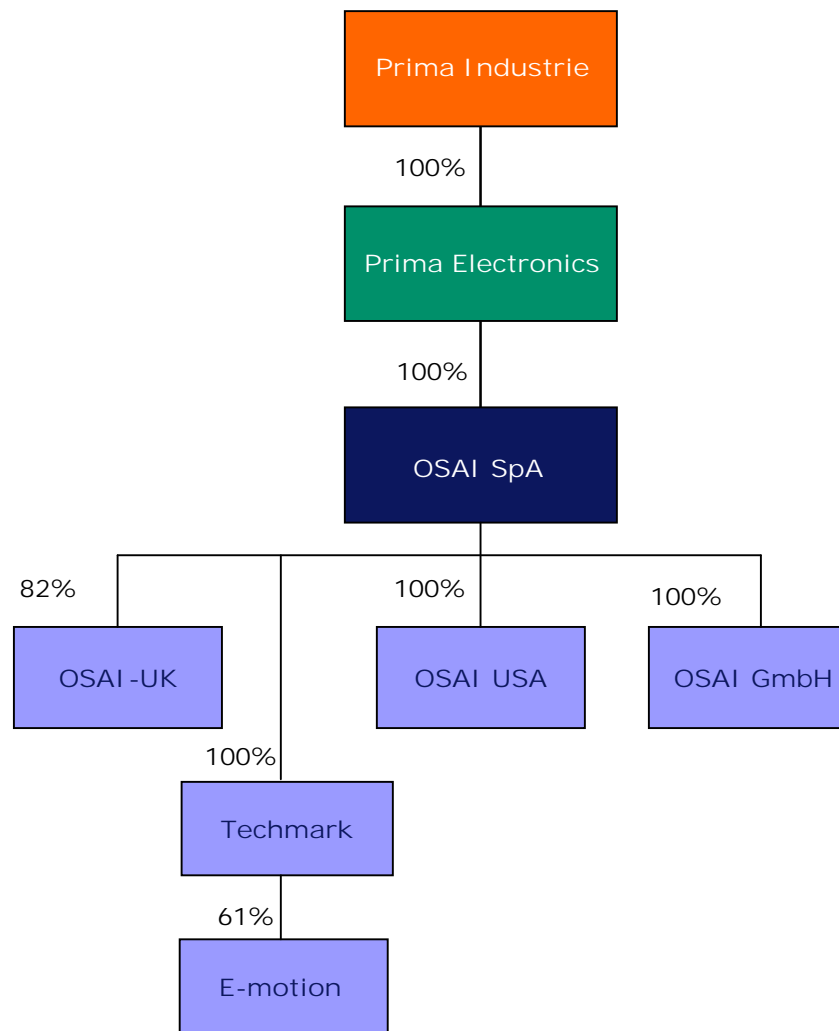 Prima Industrie
100%
Prima Electronics
100%
OSAI SpA
82%
100%
100%
OSAI-UK
OSAI USA
OSAI GmbH
100%
Techmark
61%
E-motion